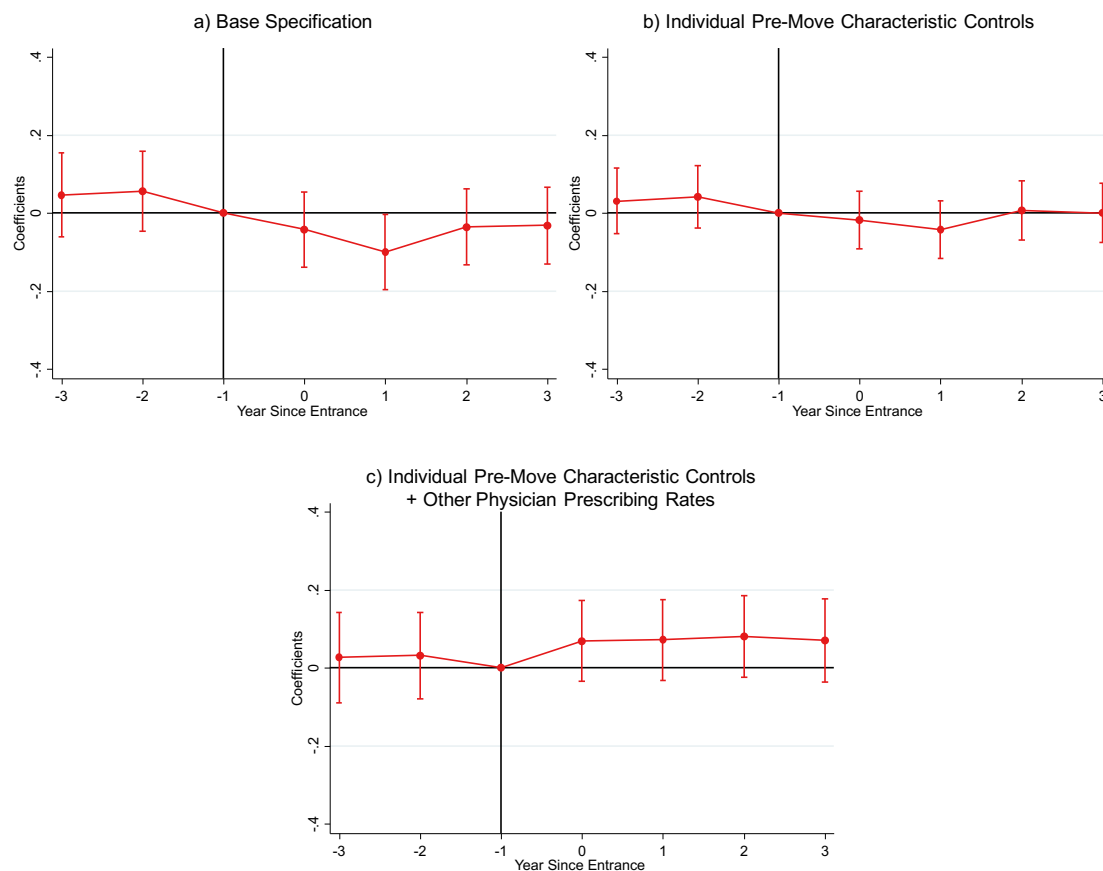 a) Base Specification
.4
.2
0
-.2
-.4
Coefficients
-3 -2 -1 0 1 2 3
Year Since Entrance
b) Individual Pre-Move Characteristic Controls
.4
.2
0
-.2
-.4
Coefficients
-3 -2 -1 0 1 2 3
Year Since Entrance
c) Individual Pre-Move Characteristic Controls
+ Other Physician Prescribing Rates
.4
.2
0
-.2
-.4
Coefficients
-3 -2 -1 0 1 2 3
Year Since Entrance